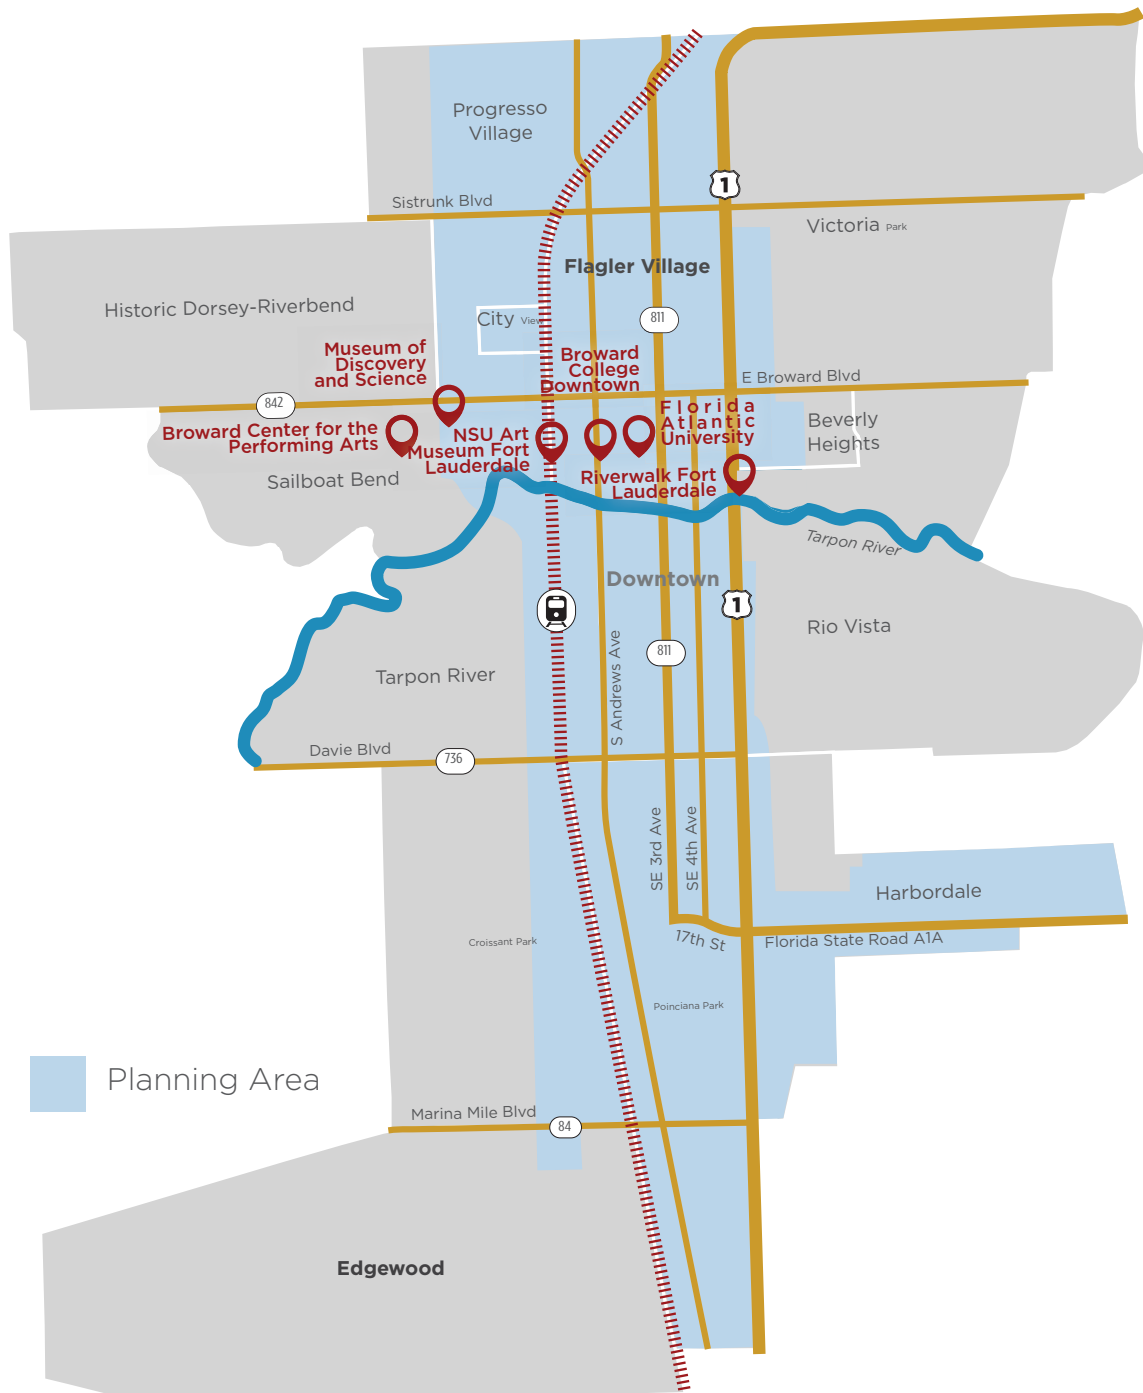 Progresso
Village
1
Sistrunk Blvd
Victoria Park
Flagler Village
Historic Dorsey-Riverbend
City View
811
Museum of
Discovery
and Science
Broward
College
Downtown
E Broward Blvd
842
Florida
Atlantic
University
Beverly
Heights
Broward Center for the
Performing Arts
NSU Art
Museum Fort
Lauderdale
Sailboat Bend
Riverwalk Fort
Lauderdale
Tarpon River
Downtown
1
Rio Vista
811
S Andrews Ave
Tarpon River
Davie Blvd
736
SE 3rd Ave
SE 4th Ave
Harbordale
17th St
Florida State Road A1A
Croissant Park
Poinciana Park
Planning Area
Marina Mile Blvd
84
Edgewood